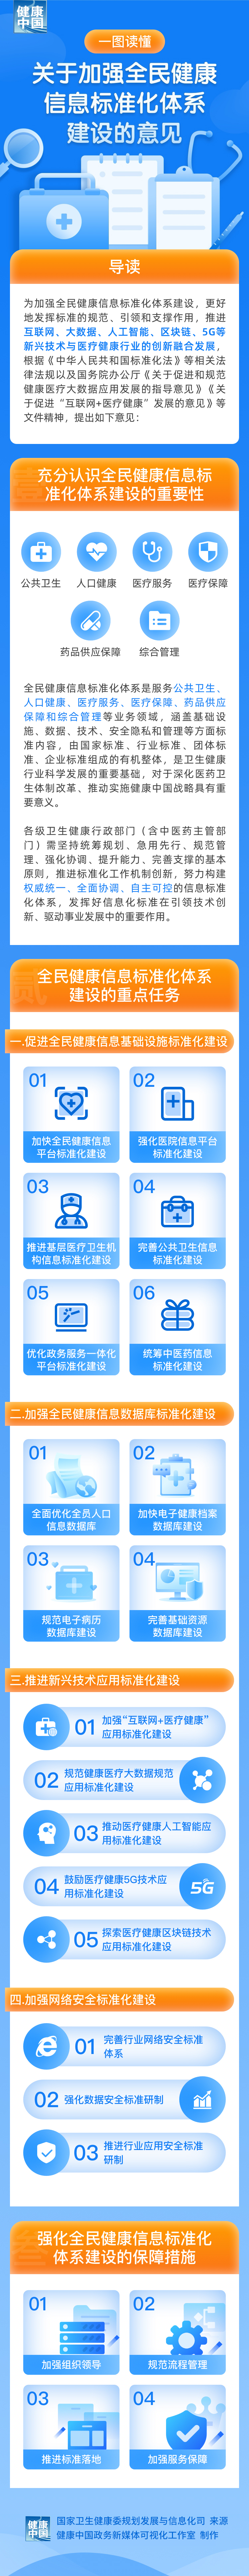 健康
中国
一图读懂
关于加强全民健康
信息标准化体系
建设的意见
导读
为加强全民健康信息标准化体系建设，更好
地发挥标准的规范、引领和支撑作用，推进
互联网、大数据、人工智能、区块链、5G等
新兴技术与医疗健康行业的创新融合发展，
根据《中华人民共和国标准化法》等相关法
律法规以及国务院办公厅《关于促进和规范
健康医疗大数据应用发展的指导意见》《关
于促进“互联网+医疗健康”发展的意见》等
文件精神，提出如下意见：
充分认识全民健康信息标
准化体系建设的重要性
公共卫生
人口健康
医疗服务
医疗保障
药品供应保障
综合管理
全民健康信息标准化体系是服务公共卫生、
人口健康、医疗服务、医疗保障、药品供应
保障和综合管理等业务领域，涵盖基础设
施、数据、技术、安全隐私和管理等方面标
准内容，由国家标准、行业标准、团体标
准、企业标准组成的有机整体，是卫生健康
行业科学发展的重要基础，对于深化医药卫
生体制改革、推动实施健康中国战略具有重
要意义。
各级卫生健康行政部门（含中医药主管部
门）需坚持统筹规划、急用先行、规范管
理、强化协调、提升能力、完善支撑的基本
原则，推进标准化工作机制创新，努力构建
权威统一、全面协调、自主可控的信息标准
化体系，发挥好信息化标准在引领技术创
新、驱动事业发展中的重要作用。
贰
全民健康信息标准化体系
建设的重点任务
一.促进全民健康信息基础设施标准化建设
01
加快全民健康信息
平台标准化建设
02
强化医院信息平台
标准化建设
03
推进基层医疗卫生机
构信息标准化建设
04
完善公共卫生信息
标准化建设
05
优化政务服务一体化
平台标准化建设
06
统筹中医药信息
标准化建设
二.加强全民健康信息数据库标准化建设
01
全面优化全员人口
信息数据库
02
加快电子健康档案
数据库建设
03
规范电子病历
数据库建设
04
完善基础资源
数据库建设
三.推进新兴技术应用标准化建设
01
加强“互联网+医疗健康”
应用标准化建设
02
规范健康医疗大数据规范
应用标准化建设
03
推动医疗健康人工智能应
用标准化建设
04
鼓励医疗健康5G技术应
用标准化建设
5G
05
探索医疗健康区块链技术
应用标准化建设
四.加强网络安全标准化建设
01
完善行业网络安全标准
体系
02
强化数据安全标准研制
03
推进行业应用安全标准
研制
叁
强化全民健康信息标准化
体系建设的保障措施
01
加强组织领导
02
规范流程管理
03
推进标准落地
04
加强服务保障
健康
中国
国家卫生健康委规划发展与信息化司 来源
健康中国政务新媒体可视化工作室 制作